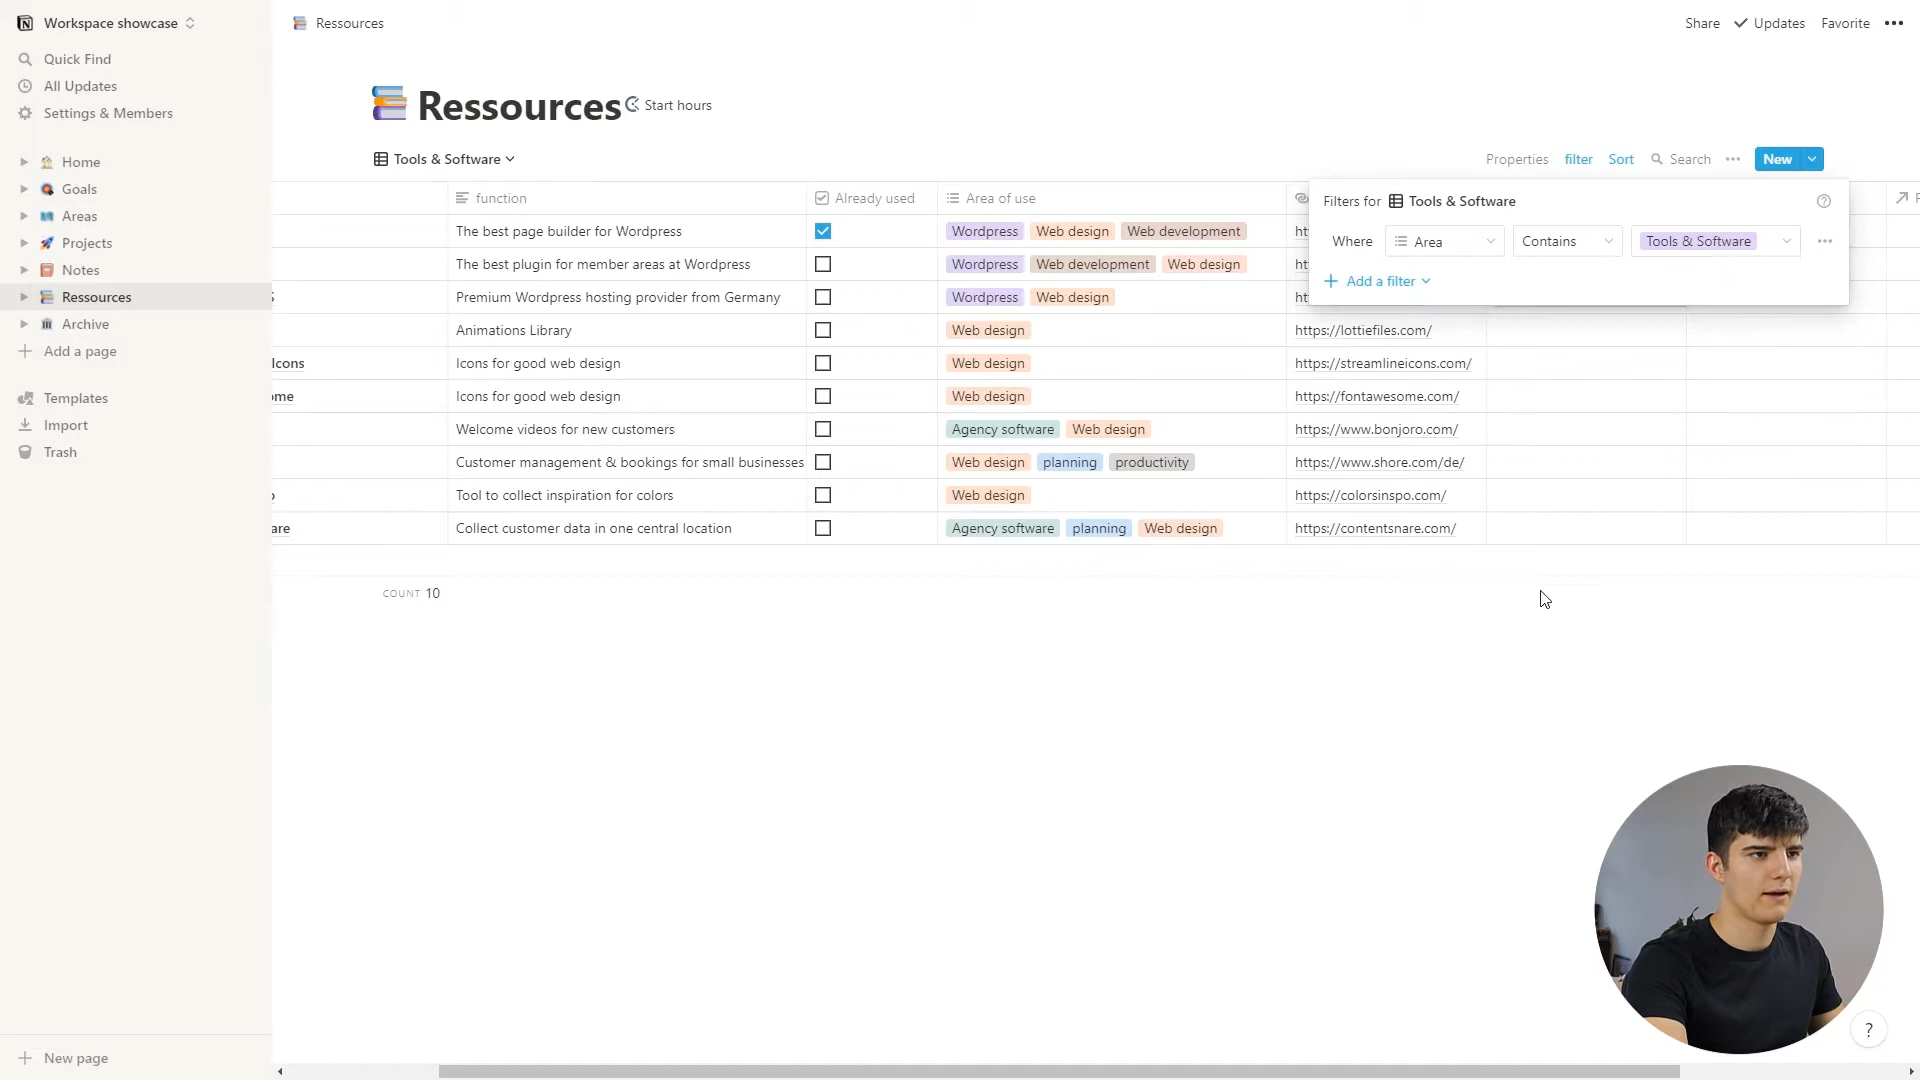 Workspace showcase
Quick Find
All Updates
Settings & Members
Home
Goals
Areas
Projects
Notes
Ressources
Archive
Add a page
Templates
Import
Trash
New page
Ressources
Share Updates Favorite
Ressources Start hours
Tools & Software
Properties filter Sort Search New
function Already used Area of use
The best page builder for Wordpress Wordpress Web design Web development
The best plugin for member areas at Wordpress Wordpress Web development Web design
Premium Wordpress hosting provider from Germany Wordpress Web design
Animations Library Web design https://lottiefiles.com/
Icons for good web design Web design https://streamlineicons.com/
Icons for good web design Web design https://fontawesome.com/
Welcome videos for new customers Agency software Web design https://www.bonjoro.com/
Customer management & bookings for small businesses Web design planning productivity https://www.shore.com/de/
Tool to collect inspiration for colors Web design https://colorsinspo.com/
Collect customer data in one central location Agency software planning Web design https://contentsnare.com/
COUNT 10
Filters for Tools & Software
Where Area Contains Tools & Software
Add a filter
?